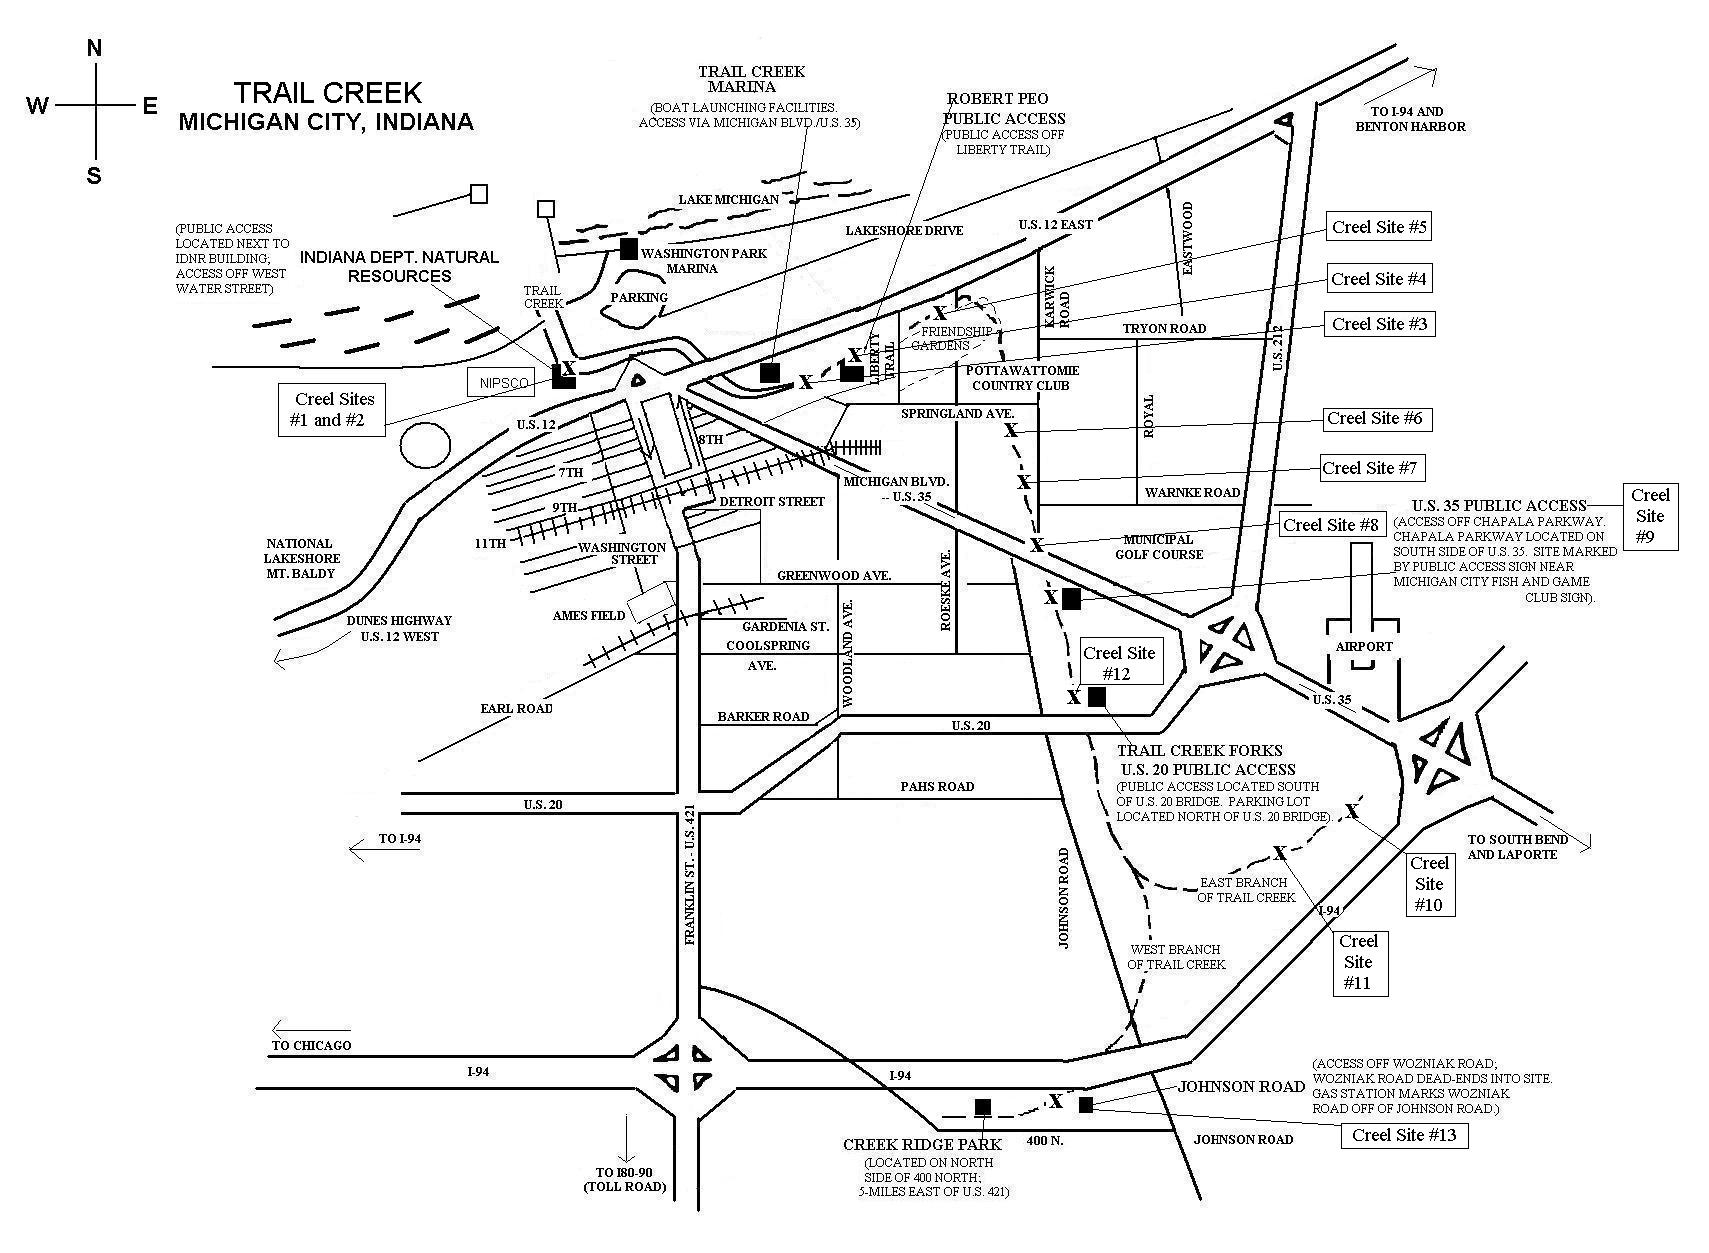 N
W
E
S
TRAIL CREEK
MICHIGAN CITY, INDIANA
TRAIL CREEK
MARINA
(BOAT LAUNCHING FACILITIES.
ACCESS VIA MICHIGAN BLVD./U.S. 35)
ROBERT PEO
PUBLIC ACCESS
(PUBLIC ACCESS OFF
LIBERTY TRAIL)
TO I-94 AND
BENTON HARBOR
LAKE MICHIGAN
LAKESHORE DRIVE
U.S. 12 EAST
EASTWOOD
Creel Site #5
(PUBLIC ACCESS
LOCATED NEXT TO
IDNR BUILDING;
ACCESS OFF WEST
WATER STREET)
INDIANA DEPT. NATURAL
RESOURCES
WASHINGTON PARK
MARINA
TRAIL
CREEK
PARKING
KARWICK
ROAD
Creel Site #4
Creel Site #3
FRIENDSHIP
GARDENS
TRYON ROAD
U.S. 212
LIBERTY
TRAIL
POTTAWATTOMIE
COUNTRY CLUB
X
X
X
X
NIPSCO
Creel Sites
#1 and #2
U.S. 12
SPRINGLAND AVE.
ROYAL
X
Creel Site #6
8TH
7TH
9TH
11TH
X
Creel Site #7
MICHIGAN BLVD.
-- U.S. 35
WARNKE ROAD
DETROIT STREET
U.S. 35 PUBLIC ACCESS
(ACCESS OFF CHAPALA PARKWAY.
CHAPALA PARKWAY LOCATED ON
SOUTH SIDE OF U.S. 35. SITE MARKED
BY PUBLIC ACCESS SIGN NEAR
MICHIGAN CITY FISH AND GAME
CLUB SIGN).
Creel
Site
#9
Creel Site #8
X
MUNICIPAL
GOLF COURSE
NATIONAL
LAKESHORE
MT. BALDY
WASHINGTON
STREET
GREENWOOD AVE.
ROESKE AVE.
X
DUNES HIGHWAY
U.S. 12 WEST
AMES FIELD
GARDENIA ST.
COOLSPRING
AVE.
WOODLAND AVE.
AIRPORT
Creel Site
#12
X
EARL ROAD
BARKER ROAD
U.S. 20
U.S. 35
TRAIL CREEK FORKS
U.S. 20 PUBLIC ACCESS
(PUBLIC ACCESS LOCATED SOUTH
OF U.S. 20 BRIDGE. PARKING LOT
LOCATED NORTH OF U.S. 20 BRIDGE).
PAHS ROAD
U.S. 20
TO I-94
FRANKLIN ST. - U.S. 421
X
X
TO SOUTH BEND
AND LAPORTE
Creel
Site
#10
EAST BRANCH
OF TRAIL CREEK
I-94
JOHNSON ROAD
WEST BRANCH
OF TRAIL CREEK
Creel
Site
#11
TO CHICAGO
I-94
I-94
X
JOHNSON ROAD
(ACCESS OFF WOZNIAK ROAD;
WOZNIAK ROAD DEAD-ENDS INTO SITE.
GAS STATION MARKS WOZNIAK
ROAD OFF OF JOHNSON ROAD.)
Creel Site #13
CREEK RIDGE PARK
(LOCATED ON NORTH
SIDE OF 400 NORTH;
5-MILES EAST OF U.S. 421)
400 N.
JOHNSON ROAD
TO I80-90
(TOLL ROAD)